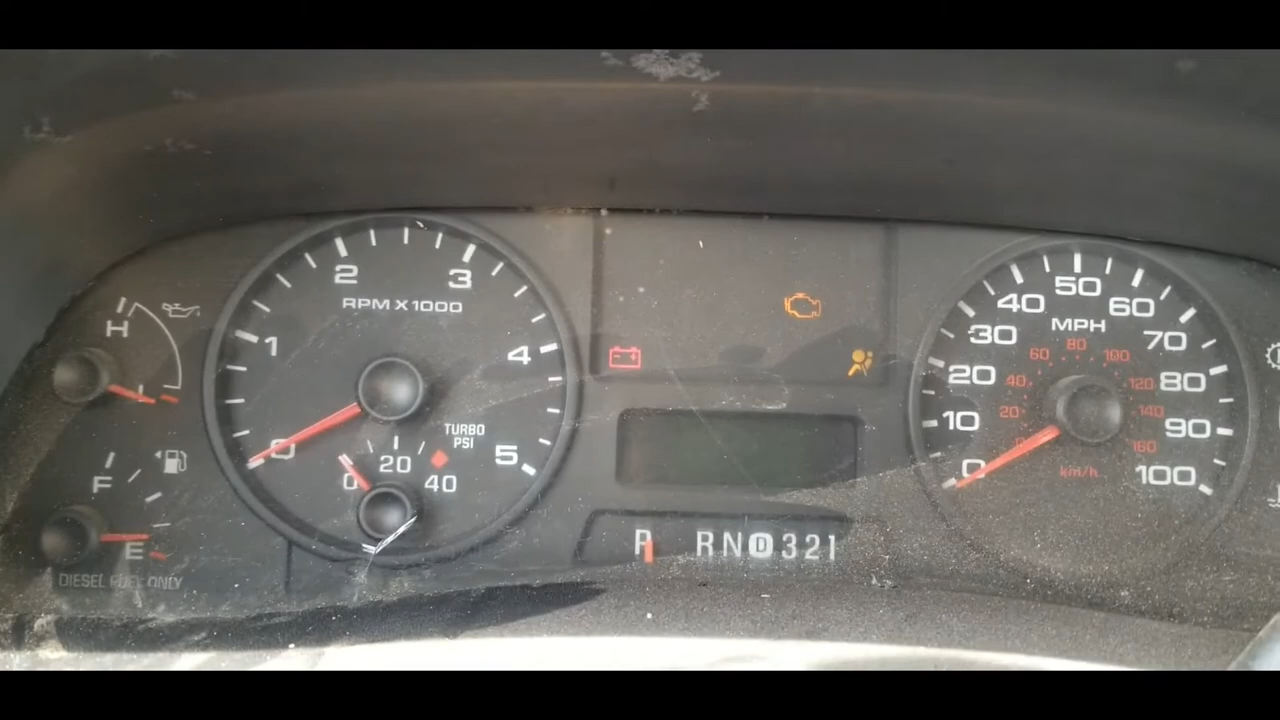 H
L
F
E
DIESEL FUEL ONLY
0 1 2 3 4 5
RPM X 1000
TURBO
PSI
0 20 40
P R N D 3 2 1
0 10 20 30 40 50 60 70 80 90 100
MPH
0 20 40 60 80 100 120 140 160
km/h